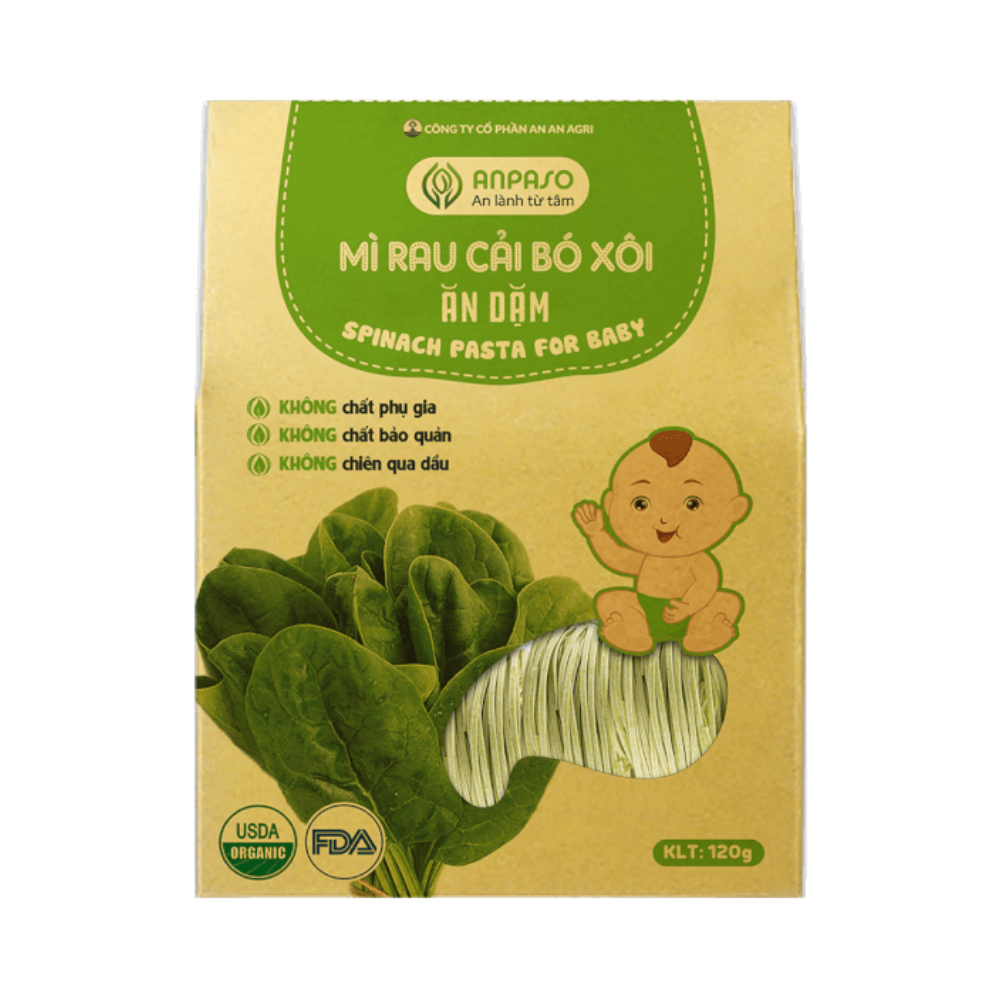 CÔNG TY CỔ PHẦN AN AN AGRI
ANPASO
An lành từ tâm
MÌ RAU CẢI BÓ XÔI
ĂN DẶM
SPINACH PASTA FOR BABY
KHÔNG chất phụ gia
KHÔNG chất bảo quản
KHÔNG chiên qua dầu
USDA
ORGANIC
FDA
KLT: 120g